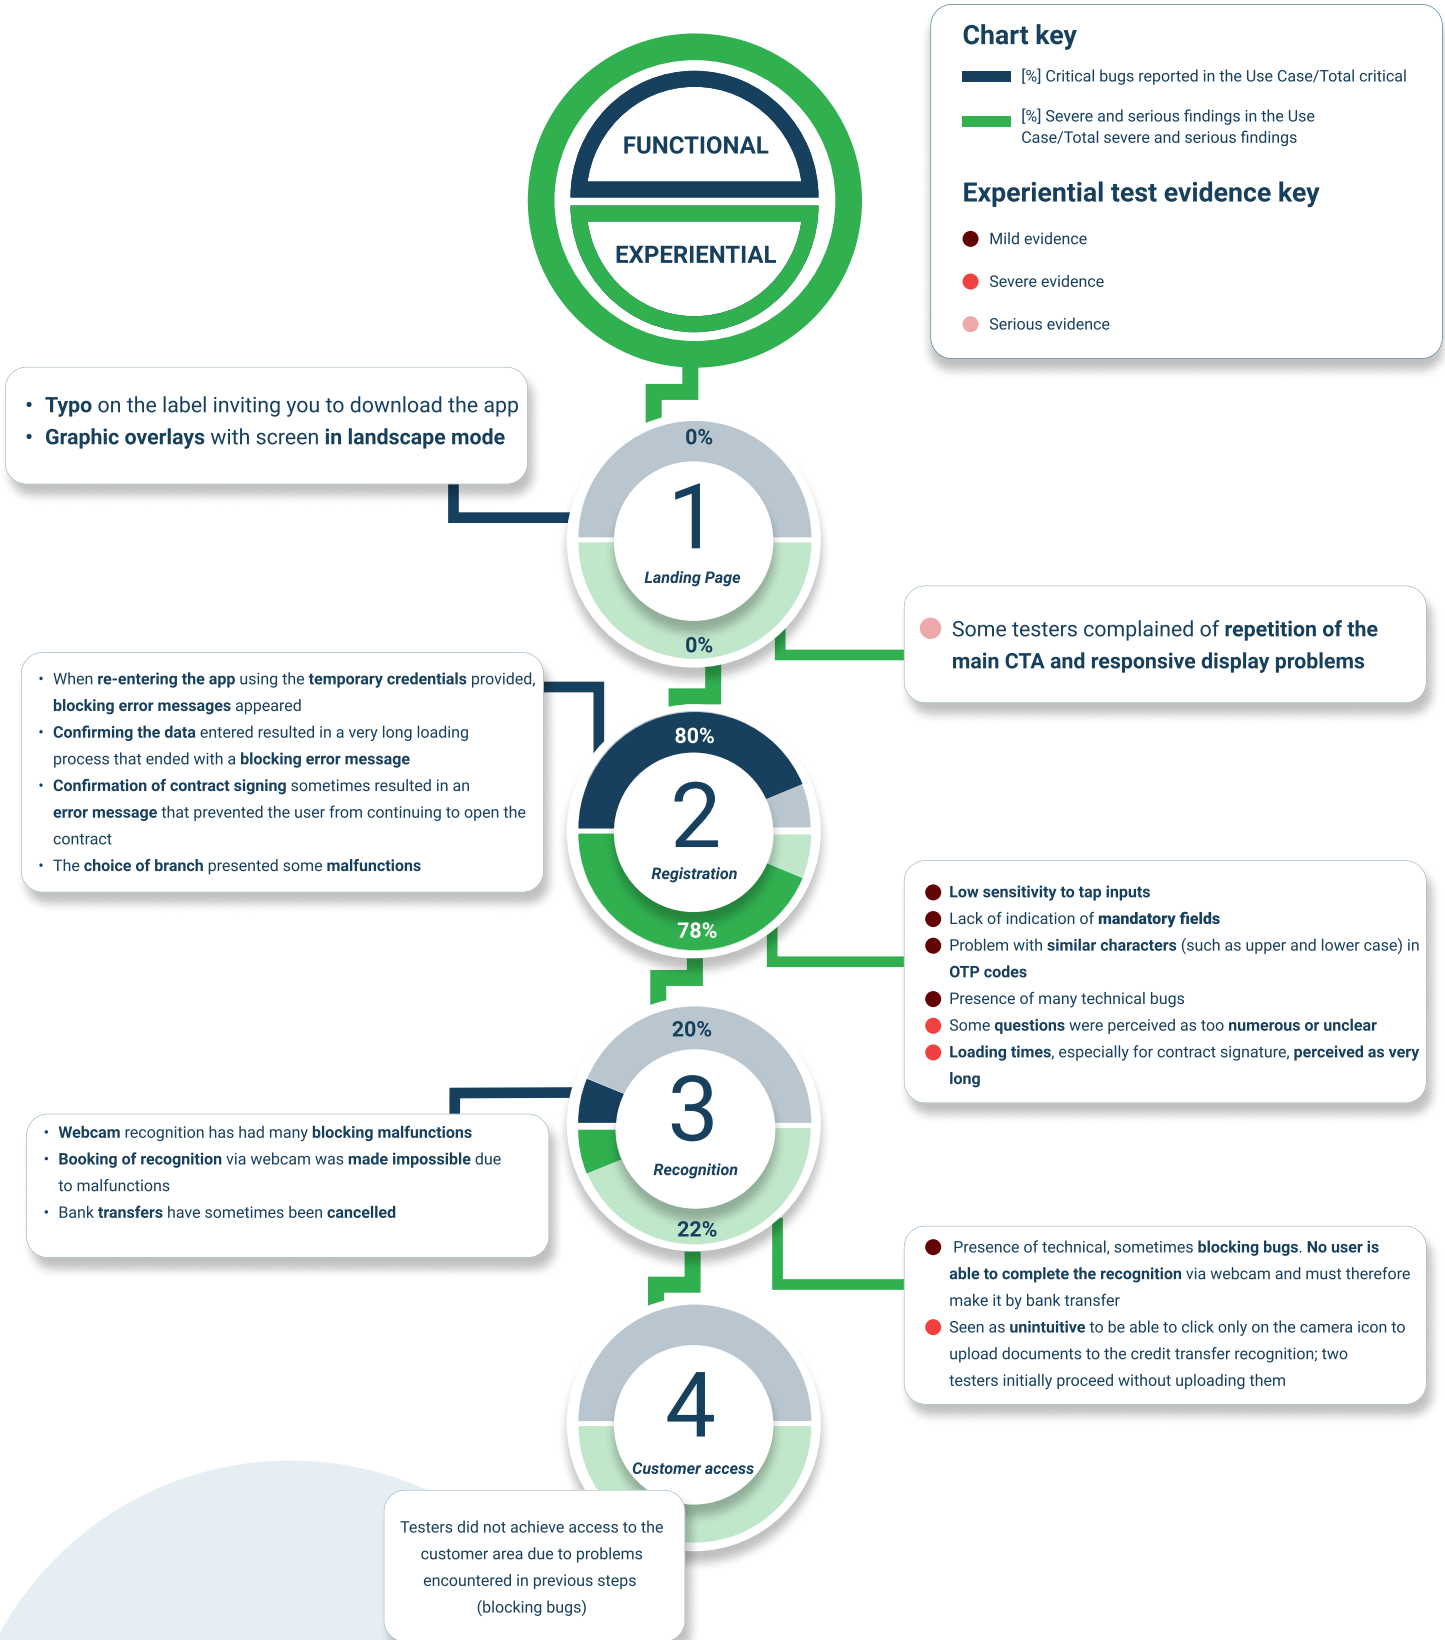 Chart key
[%] Critical bugs reported in the Use Case/Total critical
[%] Severe and serious findings in the Use
Case/Total severe and serious findings
Experiential test evidence key
Mild evidence
Severe evidence
Serious evidence
FUNCTIONAL
EXPERIENTIAL
• Typo on the label inviting you to download the app
• Graphic overlays with screen in landscape mode
0%
1
Landing Page
0%
Some testers complained of repetition of the
main CTA and responsive display problems
• When re-entering the app using the temporary credentials provided,
blocking error messages appeared
• Confirming the data entered resulted in a very long loading
process that ended with a blocking error message
• Confirmation of contract signing sometimes resulted in an
error message that prevented the user from continuing to open the
contract
• The choice of branch presented some malfunctions
80%
2
Registration
78%
Low sensitivity to tap inputs
Lack of indication of mandatory fields
Problem with similar characters (such as upper and lower case) in
OTP codes
Presence of many technical bugs
Some questions were perceived as too numerous or unclear
Loading times, especially for contract signature, perceived as very
long
20%
3
Recognition
22%
• Webcam recognition has had many blocking malfunctions
• Booking of recognition via webcam was made impossible due
to malfunctions
• Bank transfers have sometimes been cancelled
Presence of technical, sometimes blocking bugs. No user is
able to complete the recognition via webcam and must therefore
make it by bank transfer
Seen as unintuitive to be able to click only on the camera icon to
upload documents to the credit transfer recognition; two
testers initially proceed without uploading them
4
Customer access
Testers did not achieve access to the
customer area due to problems
encountered in previous steps
(blocking bugs)